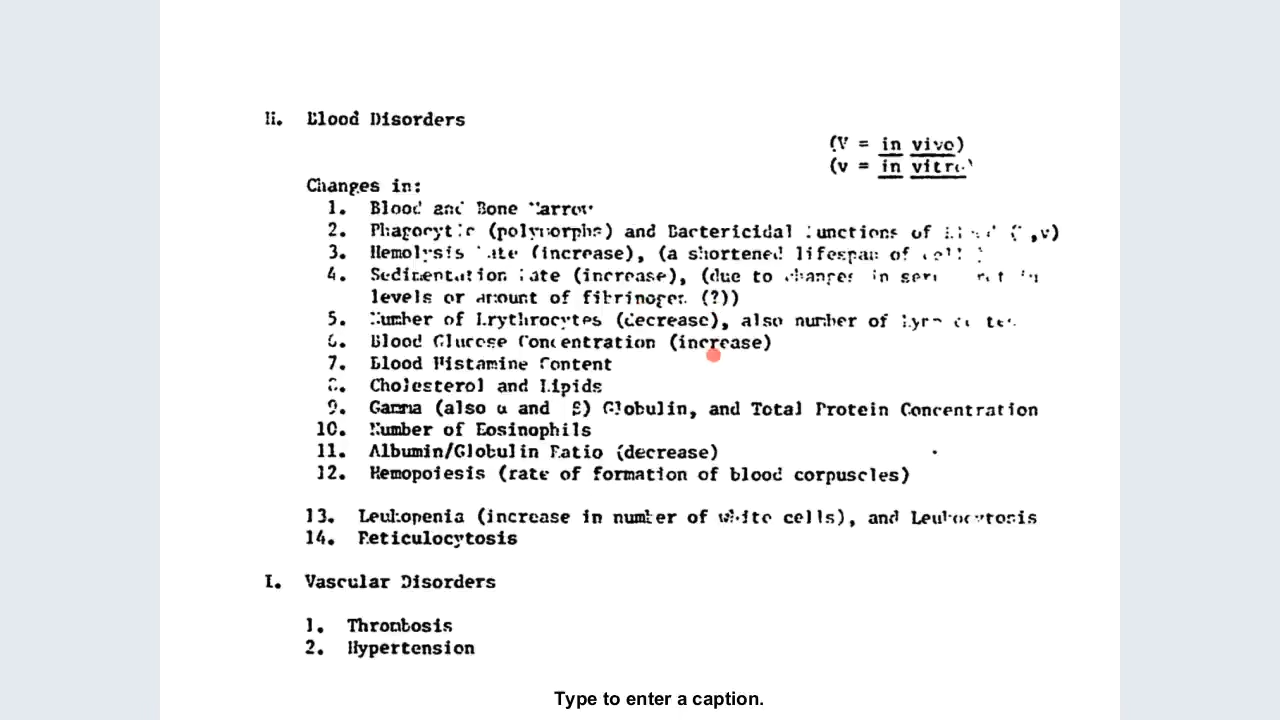 H. Blood Disorders
(V = in vivo)
(v = in vitro)
Changes in:
1. Blood and Bone Marrow
2. Phagocytic (polymorphs) and Bactericidal Functions of , v)
3. Hemolysis Rate (increase), (a shortened lifespan of cells)
4. Sedimentation Rate (increase), (due to changes in
levels or amount of fibrinogen (?))
5. Number of Erythrocytes (decrease), also number of
6. Blood Glucose Concentration (increase)
7. Blood Histamine Content
8. Cholesterol and Lipids
9. Gamma (also α and β) Globulin, and Total Protein Concentration
10. Number of Eosinophils
11. Albumin/Globulin Ratio (decrease)
12. Hemopoiesis (rate of formation of blood corpuscles)
13. Leukopenia (increase in number of white cells), and Leukocytosis
14. Reticulocytosis
I. Vascular Disorders
1. Thrombosis
2. Hypertension
Type to enter a caption.